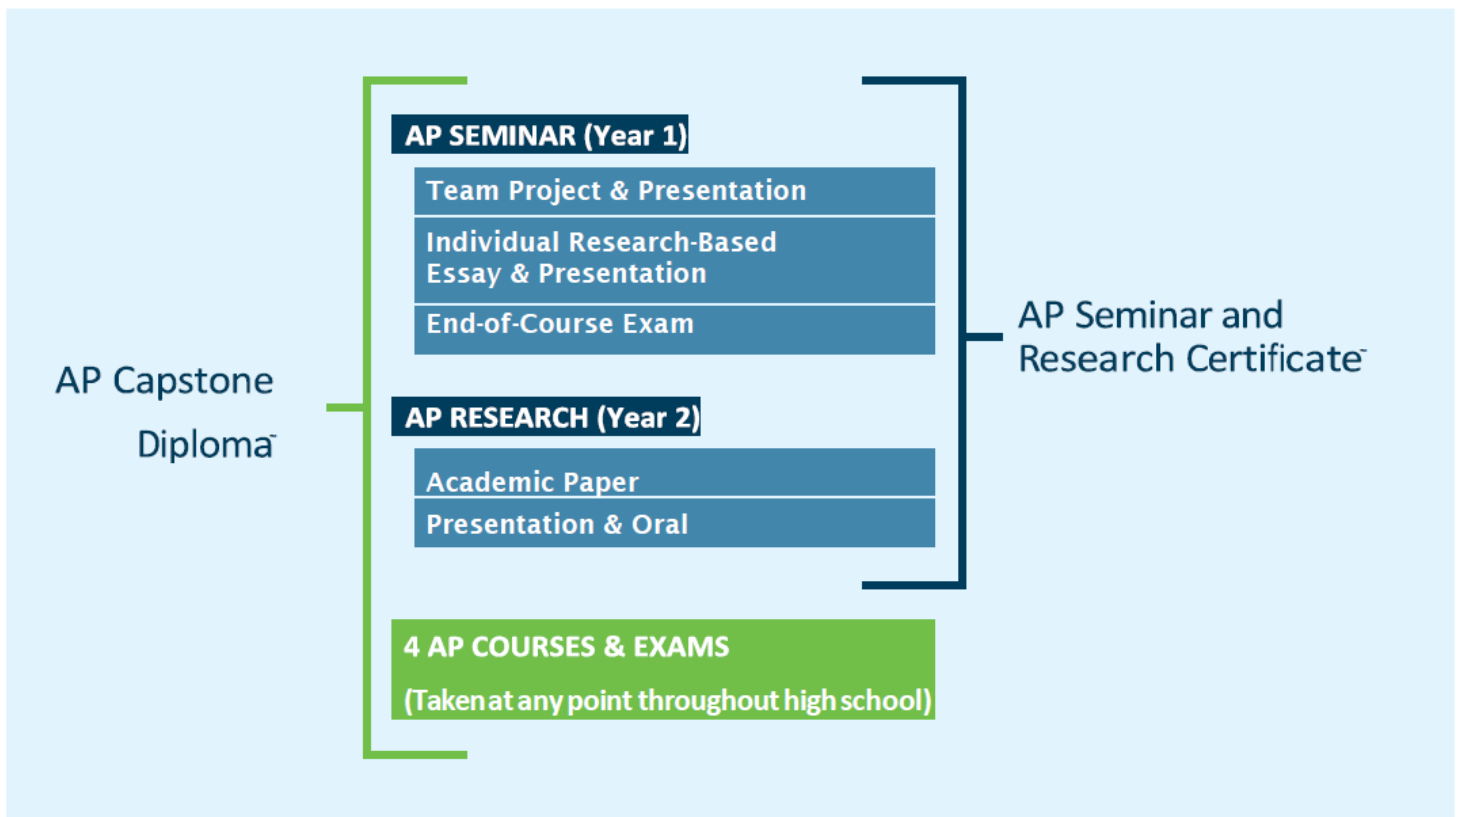 AP SEMINAR (Year 1)
Team Project & Presentation
Individual Research-Based
Essay & Presentation
End-of-Course Exam
AP Seminar and
Research Certificate™
AP Capstone
Diploma™
AP RESEARCH (Year 2)
Academic Paper
Presentation & Oral
4 AP COURSES & EXAMS
(Taken at any point throughout high school)